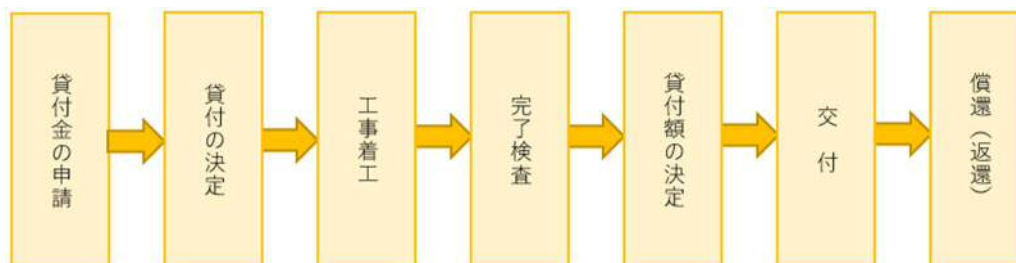 貸付金の申請
貸付の決定
工事着工
完了検査
貸付額の決定
交付
償還（返還）